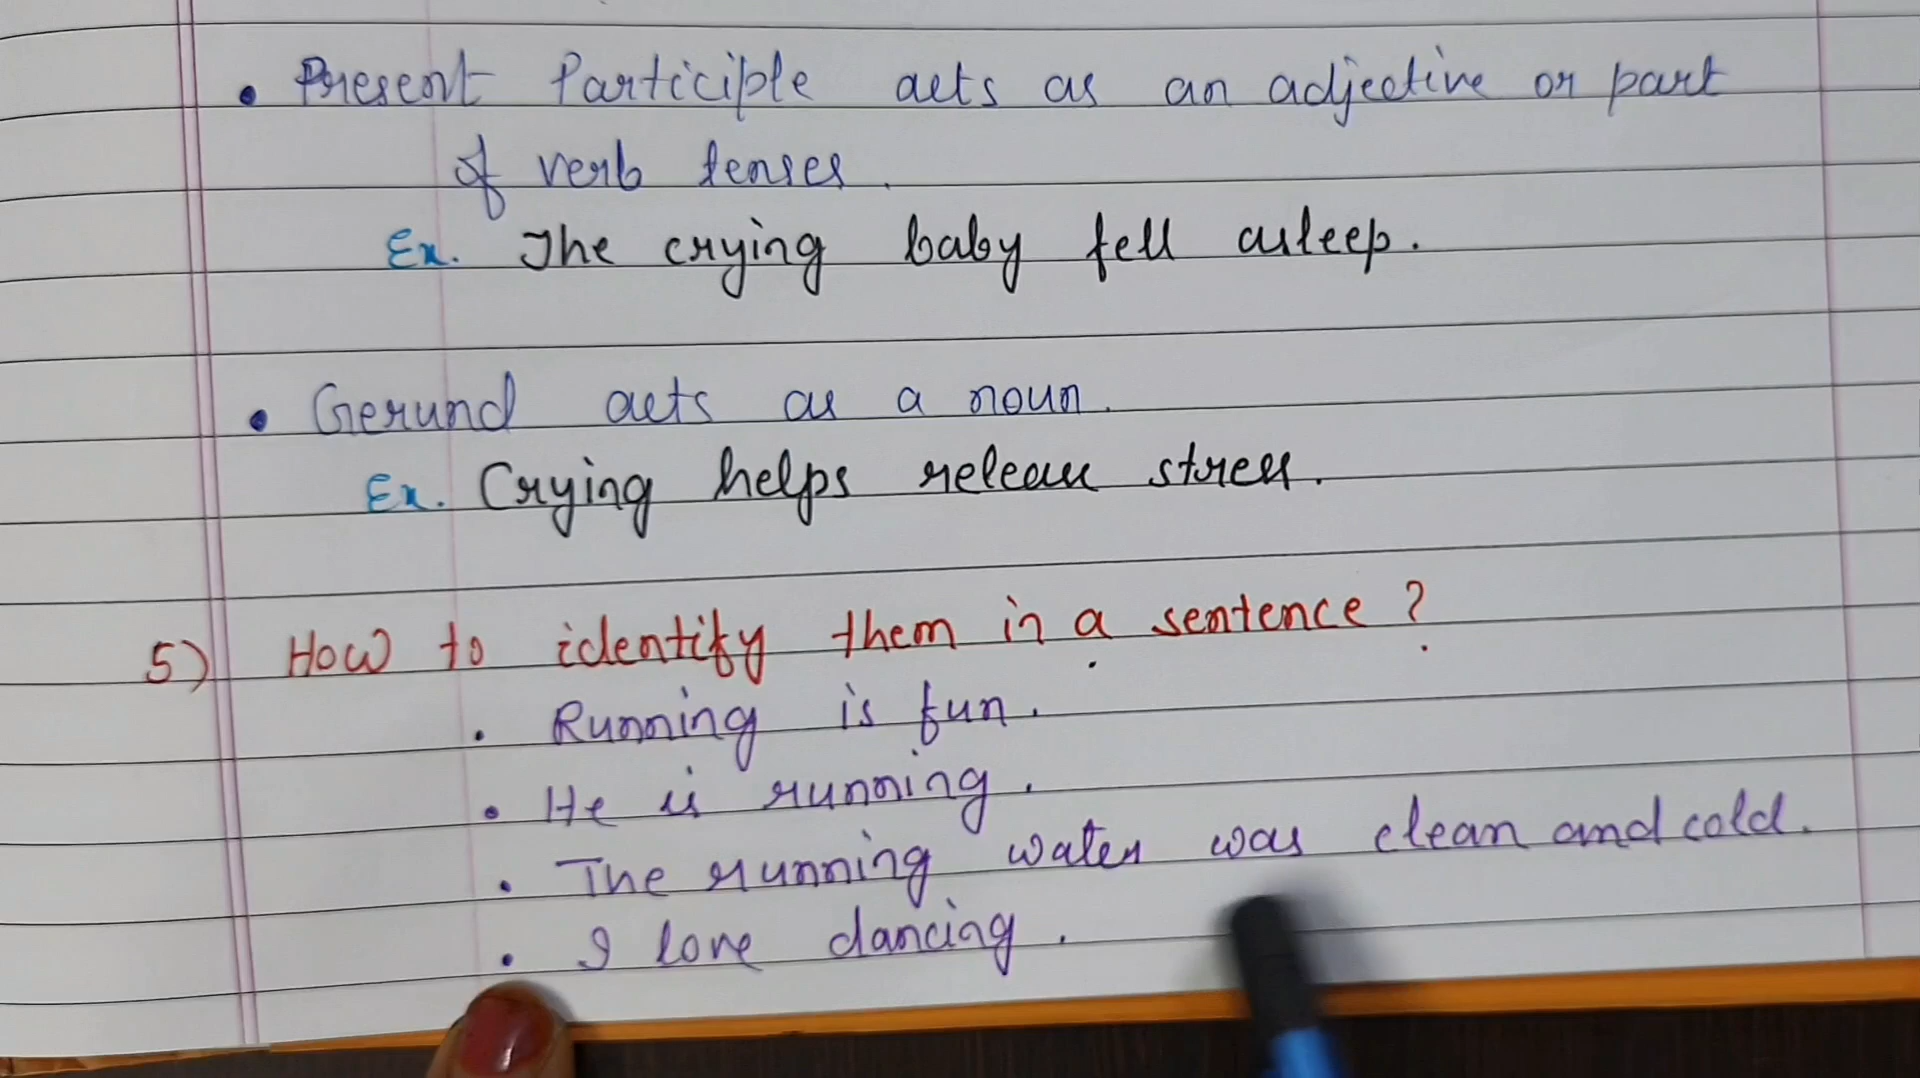 • Present Participle acts as an adjective or part
of verb tenses.
Ex. The crying baby fell asleep.
• Gerund acts as a noun.
Ex. Crying helps release stress.
5) How to identify them in a sentence ?
• Running is fun.
• He is running.
• The running water was clean and cold.
• I love dancing.